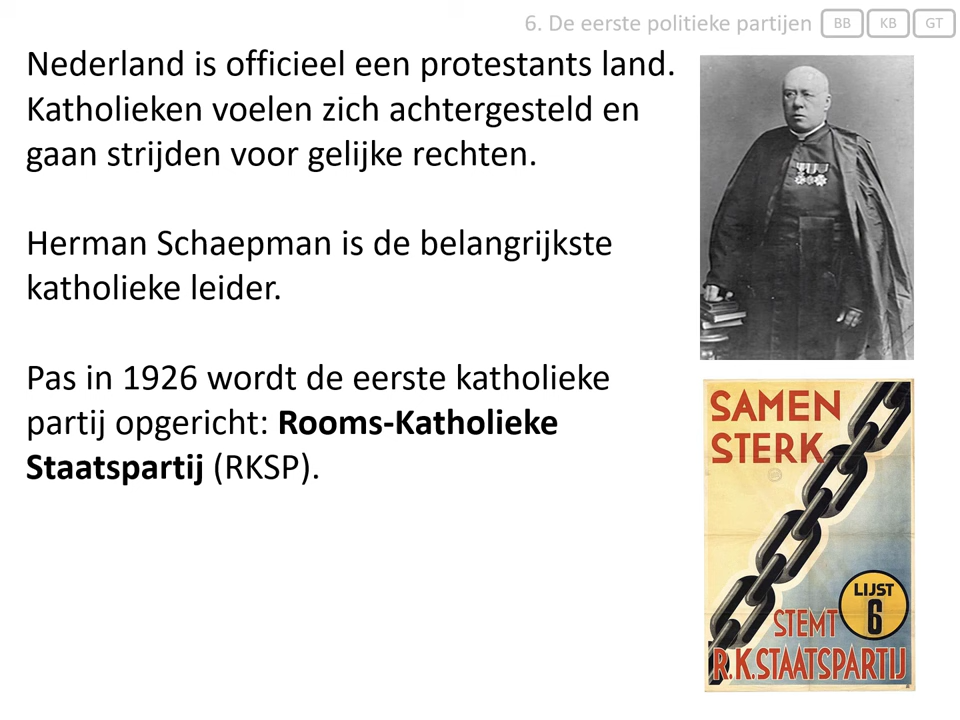 6. De eerste politieke partijen BB KB GT
Nederland is officieel een protestants land.
Katholieken voelen zich achtergesteld en
gaan strijden voor gelijke rechten.
Herman Schaepman is de belangrijkste
katholieke leider.
Pas in 1926 wordt de eerste katholieke
partij opgericht: Rooms-Katholieke
Staatspartij (RKSP).
SAMEN
STERK
LIJST
6
STEMT
R.K.STAATSPARTIJ